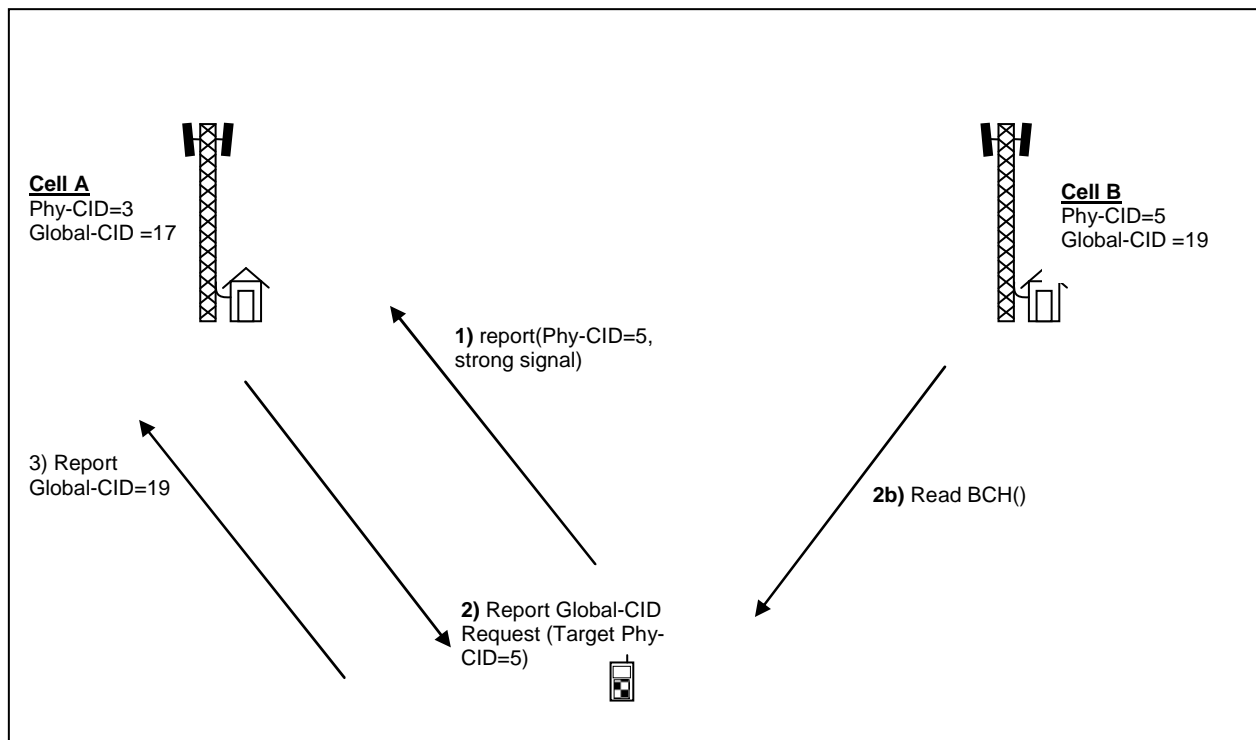 Cell A
Phy-CID=3
Global-CID =17
Cell B
Phy-CID=5
Global-CID =19
1) report(Phy-CID=5,
strong signal)
3) Report
Global-CID=19
2b) Read BCH()
2) Report Global-CID
Request (Target Phy-
CID=5)